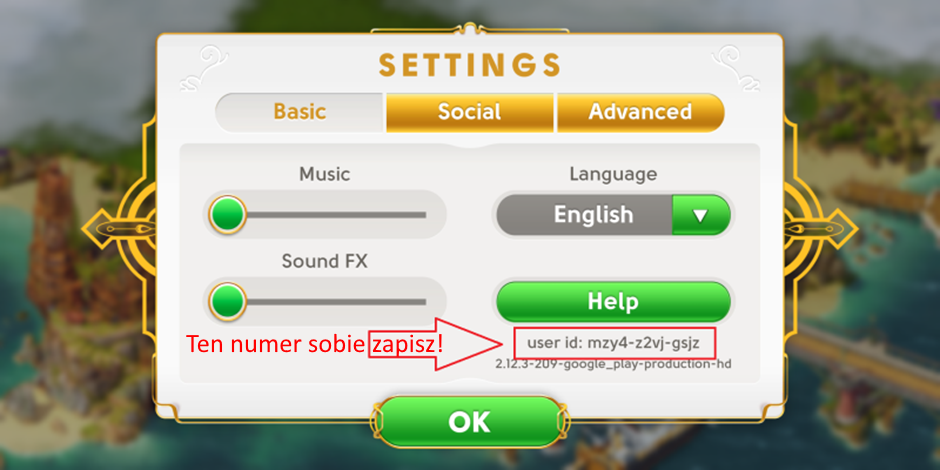 SETTINGS
Basic
Social
Advanced
Music
Language
English
Sound FX
Help
Ten numer sobie zapisz!
user id: mzy4-z2vj-gsjz
2.12.3-209-google_play-production-hd
OK